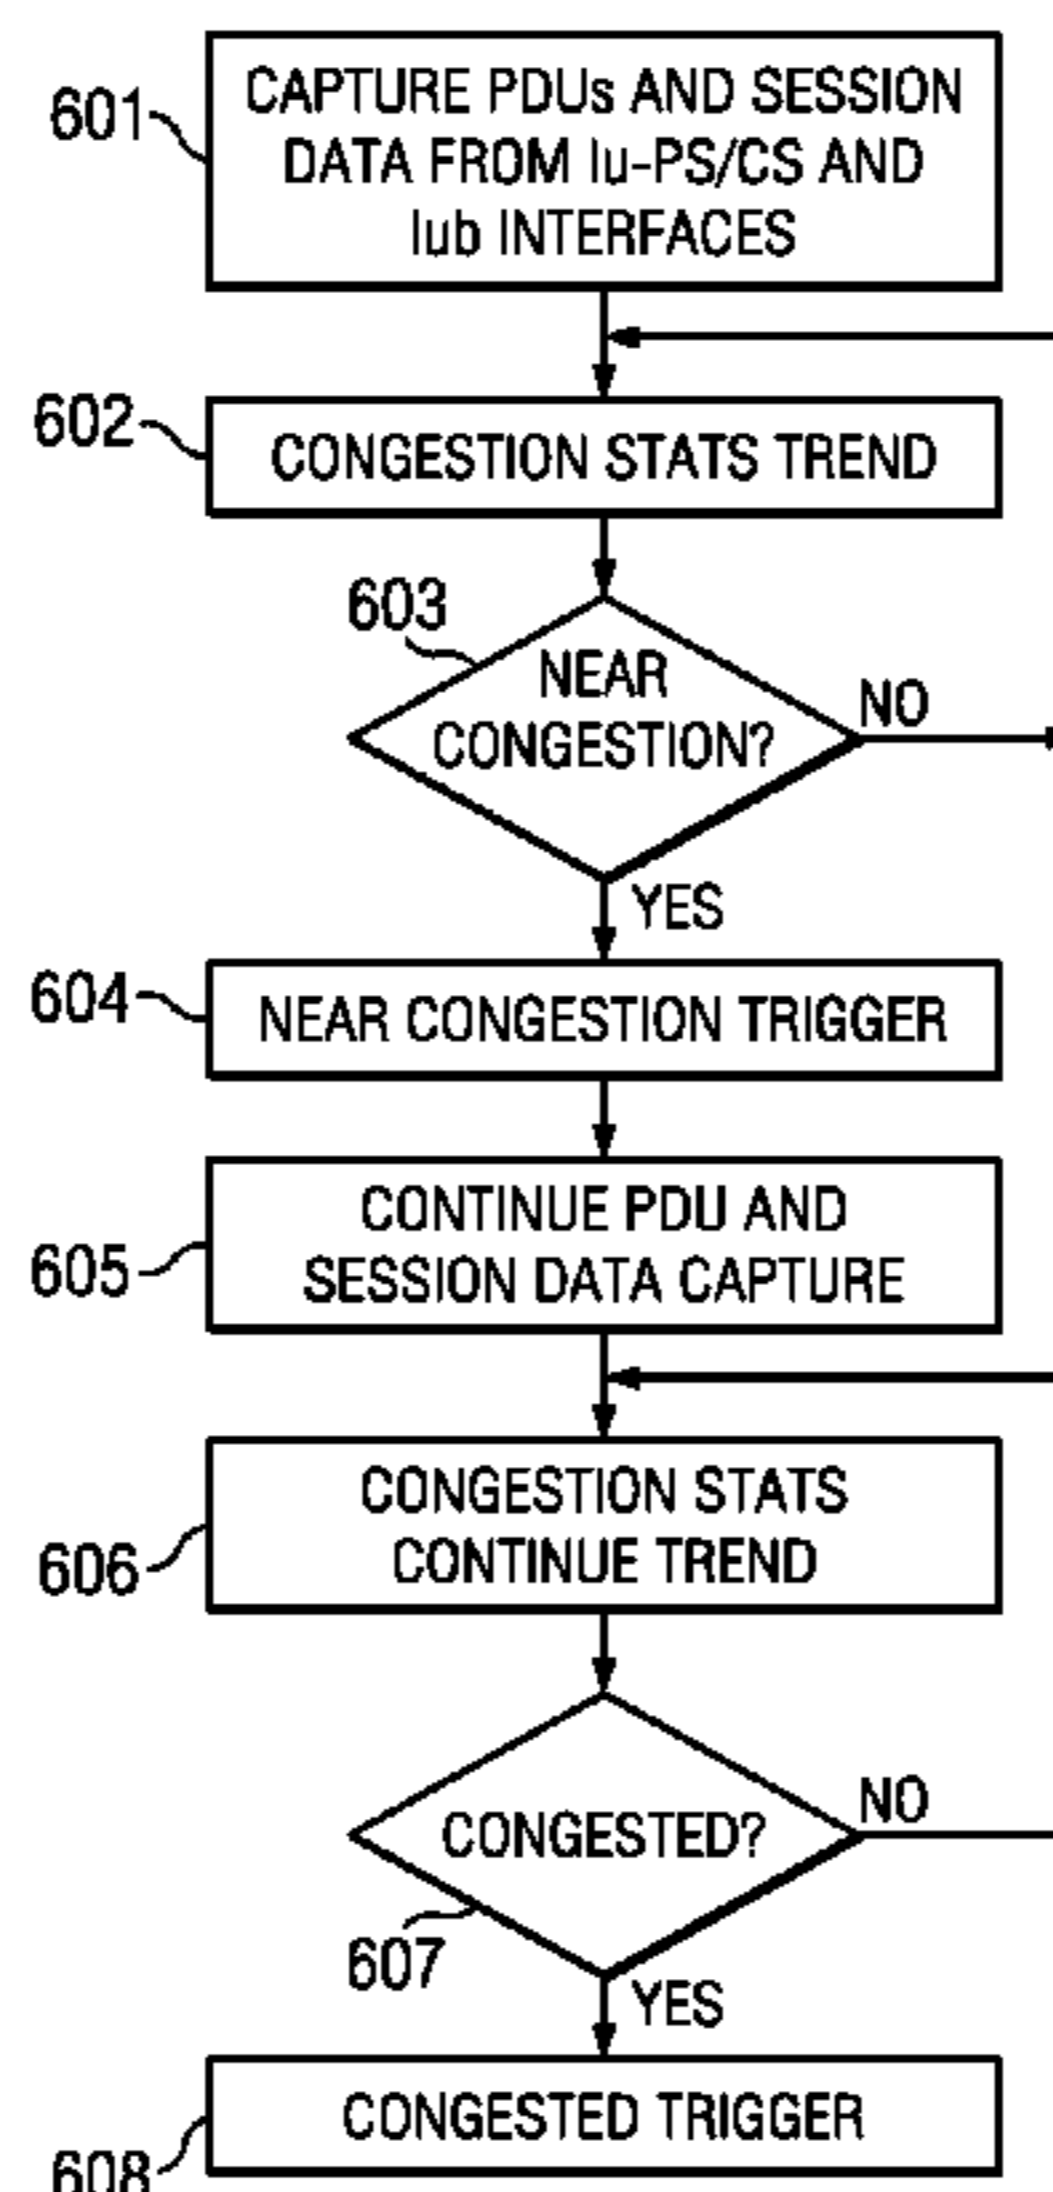 601
CAPTURE PDUs AND SESSION
DATA FROM Iu-PS/CS AND
Iub INTERFACES
602
CONGESTION STATS TREND
603
NEAR
CONGESTION?
NO
YES
604
NEAR CONGESTION TRIGGER
605
CONTINUE PDU AND
SESSION DATA CAPTURE
606
CONGESTION STATS
CONTINUE TREND
CONGESTED?
NO
607
YES
608
CONGESTED TRIGGER